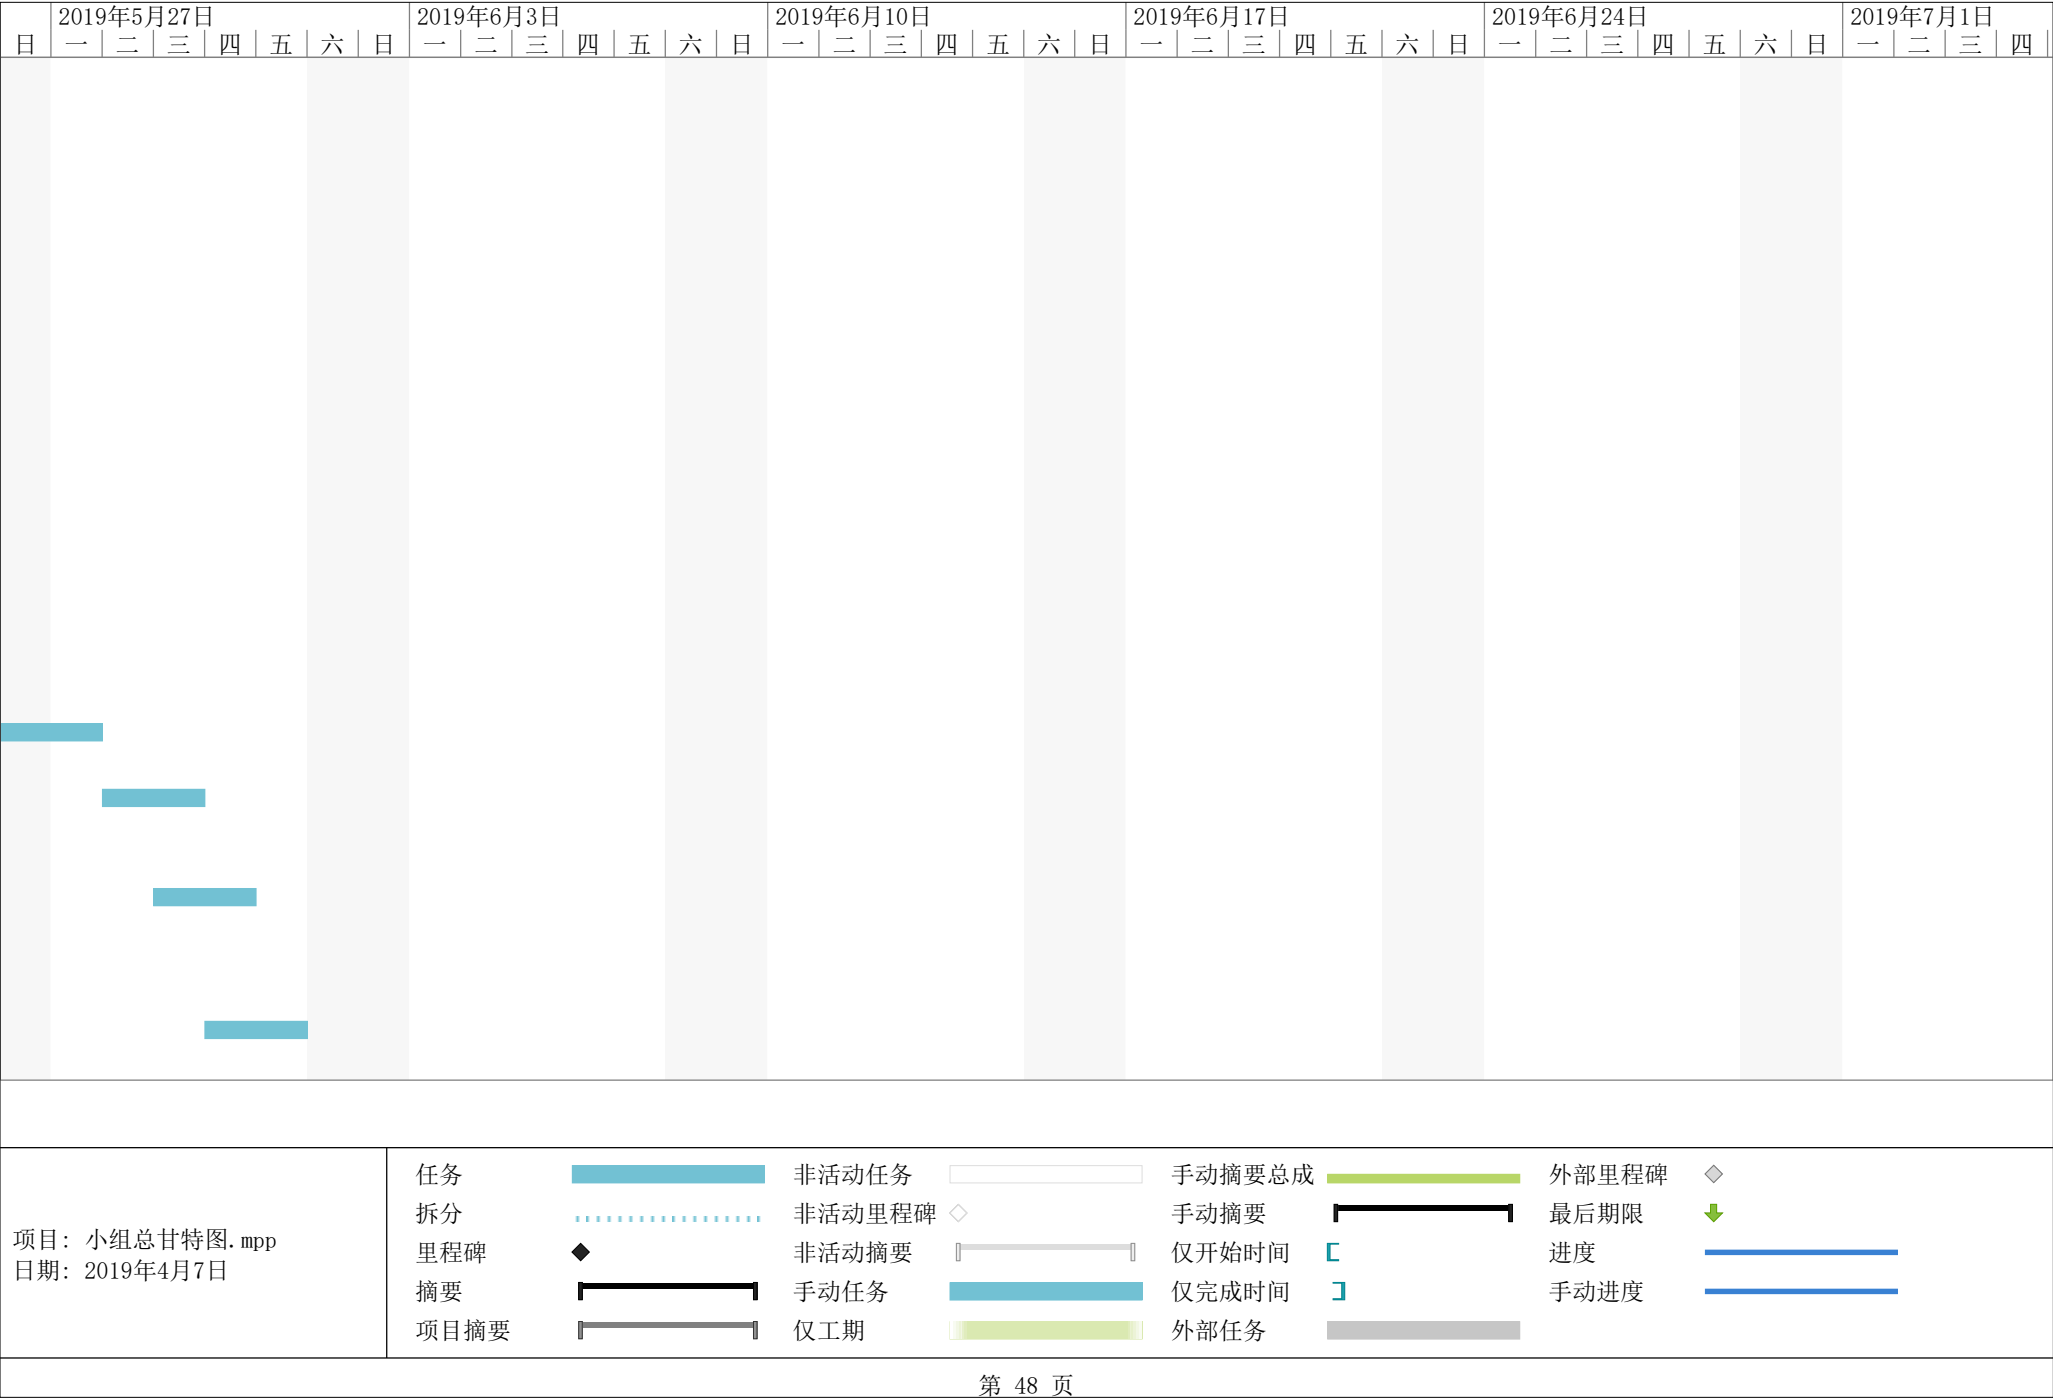 2019年5月27日 2019年6月3日 2019年6月10日 2019年6月17日 2019年6月24日 2019年7月1日
日 一 二 三 四 五 六 日 一 二 三 四 五 六 日 一 二 三 四 五 六 日 一 二 三 四 五 六 日 一 二 三 四 五 六 日 一 二 三 四
项目: 小组总甘特图.mpp
日期: 2019年4月7日
任务 非活动任务 手动摘要总成 外部里程碑
拆分 非活动里程碑 手动摘要 最后期限
里程碑 非活动摘要 仅开始时间 进度
摘要 手动任务 仅完成时间 手动进度
项目摘要 仅工期 外部任务
第 48 页